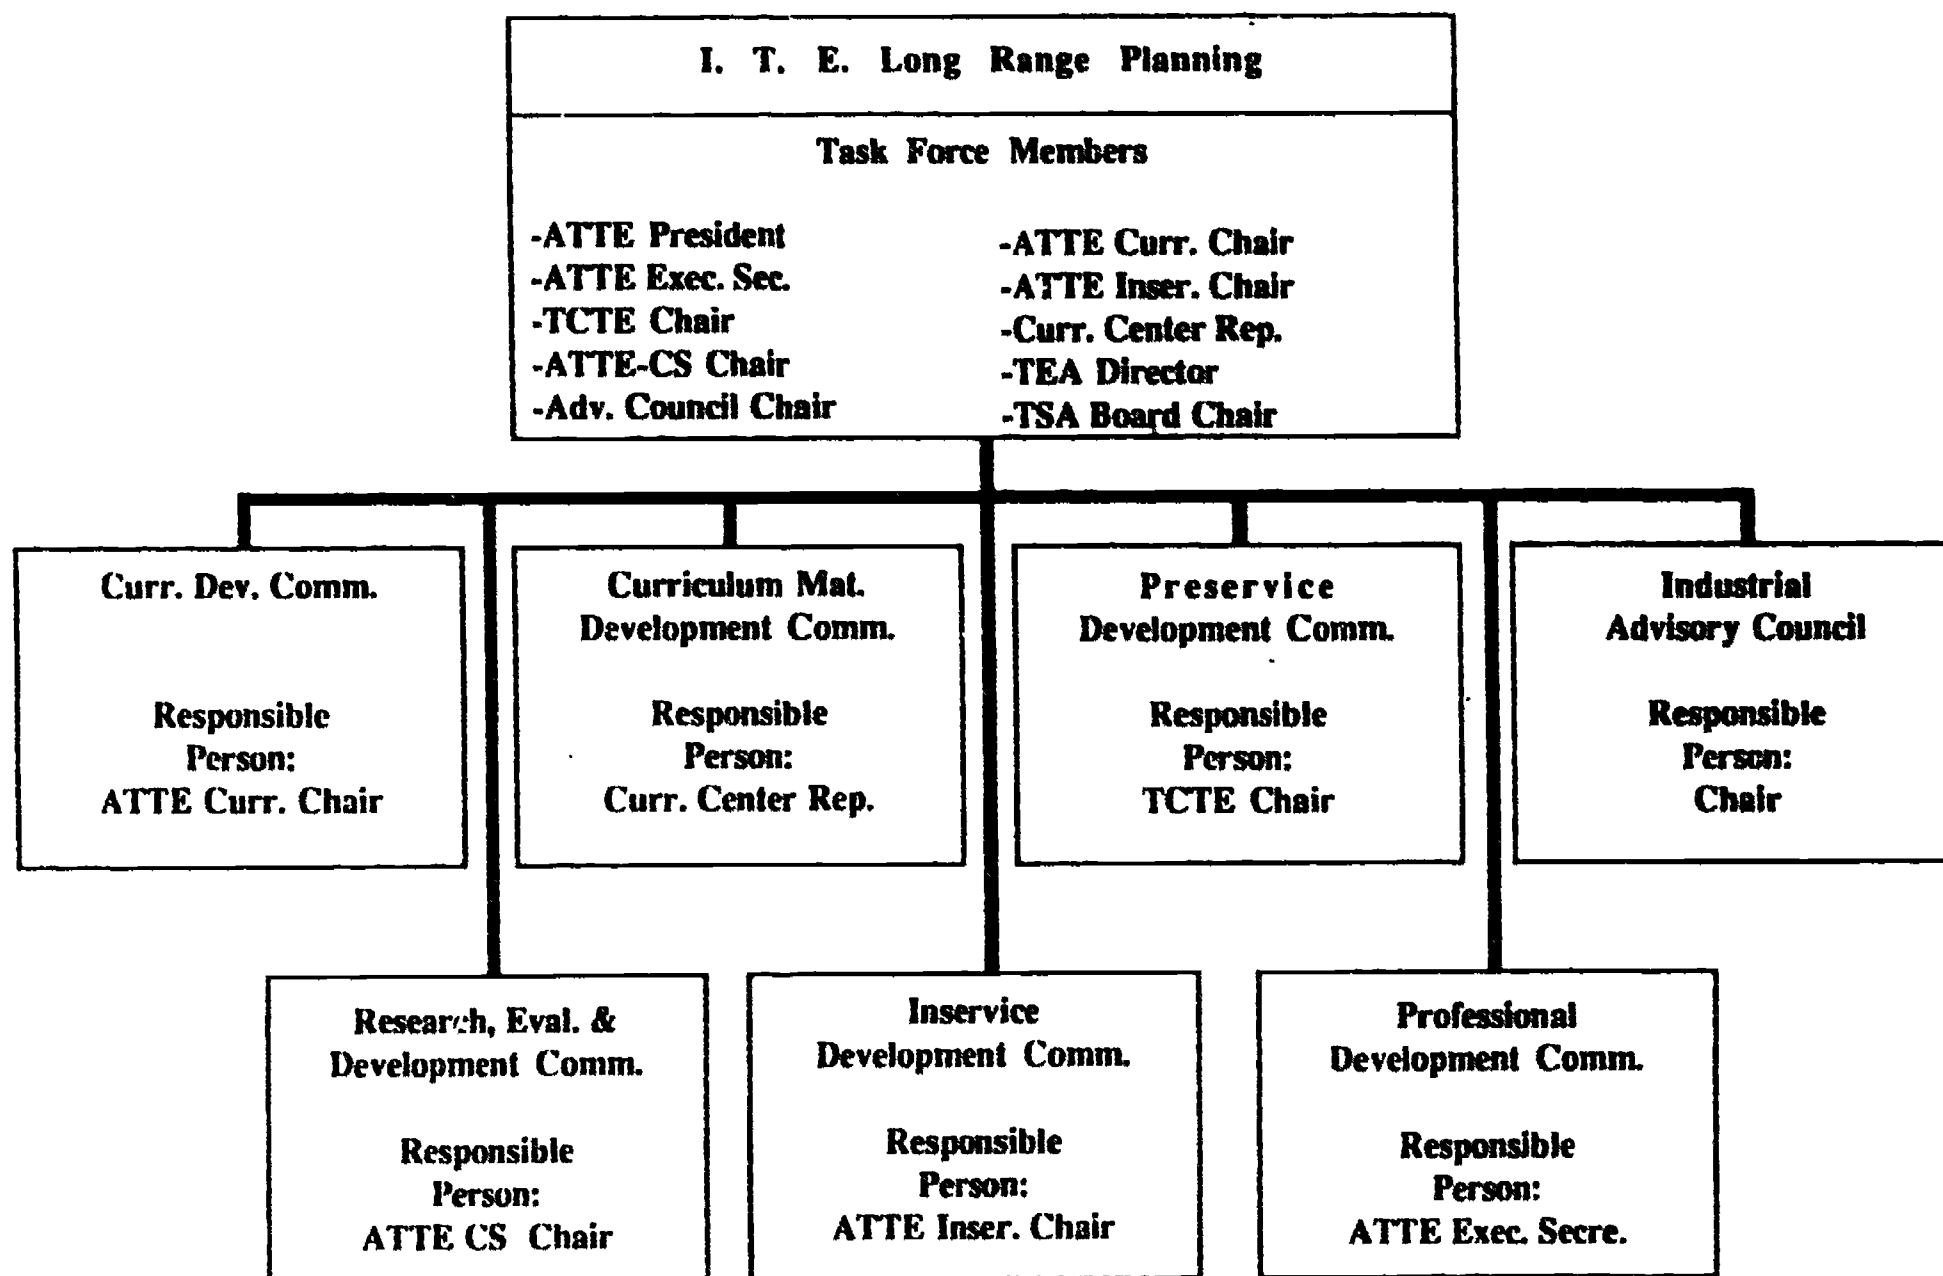 I. T. E. Long Range Planning
Task Force Members
-ATTE President
-ATTE Exec. Sec.
-TCTE Chair
-ATTE-CS Chair
-Adv. Council Chair
-ATTE Curr. Chair
-ATTE Inser. Chair
-Curr. Center Rep.
-TEA Director
-TSA Board Chair
Curr. Dev. Comm.
Responsible
Person:
ATTE Curr. Chair
Curriculum Mat.
Development Comm.
Responsible
Person:
Curr. Center Rep.
Preservice
Development Comm.
Responsible
Person:
TCTE Chair
Industrial
Advisory Council
Responsible
Person:
Chair
Research, Eval. &
Development Comm.
Responsible
Person:
ATTE CS Chair
Inservice
Development Comm.
Responsible
Person:
ATTE Inser. Chair
Professional
Development Comm.
Responsible
Person:
ATTE Exec. Secre.